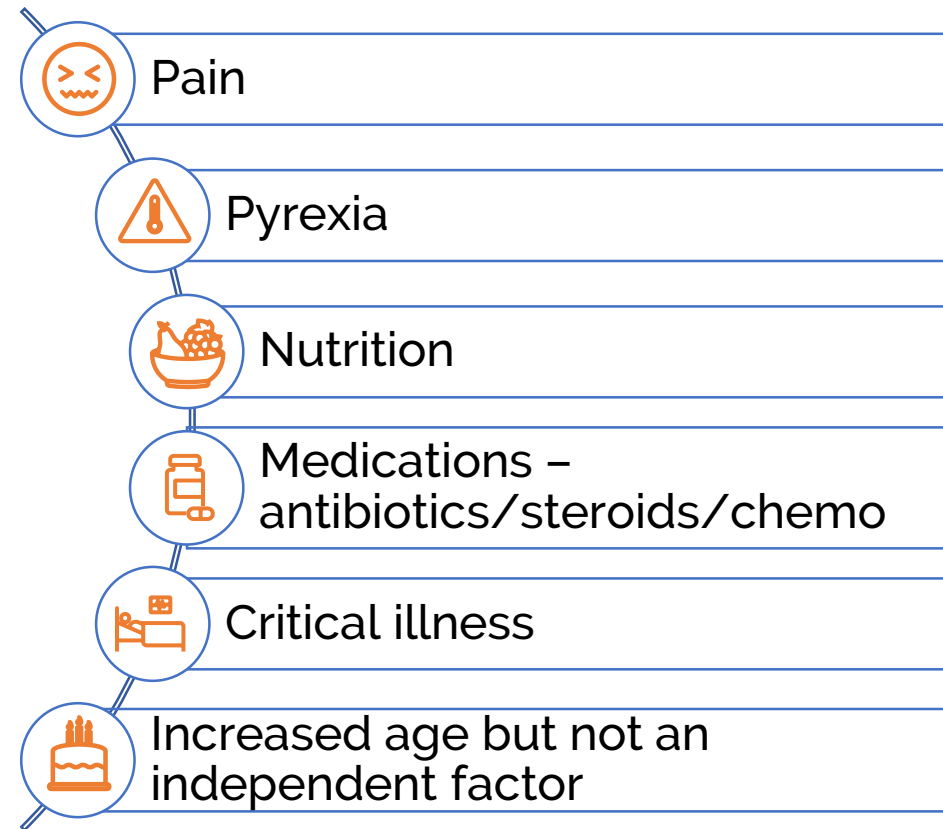 Pain
Pyrexia
Nutrition
Medications –
antibiotics/steroids/chemo
Critical illness
Increased age but not an
independent factor